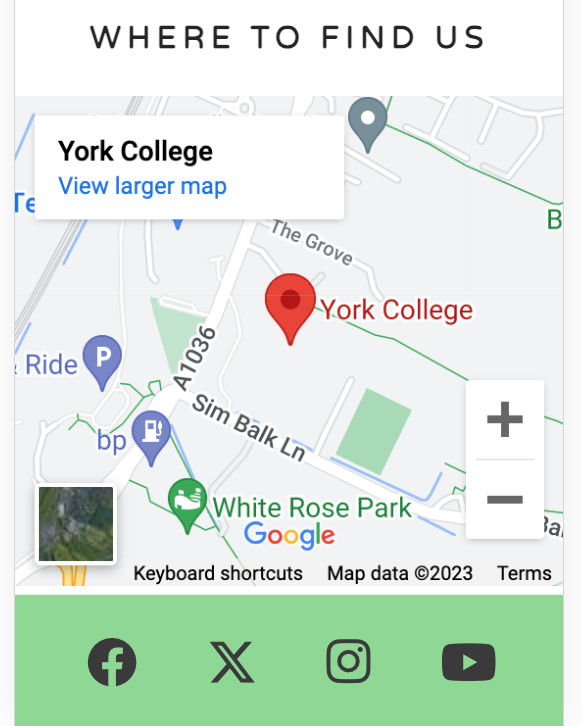 WHERE TO FIND US
York College
View larger map
Te
B
The Grove
York College
Ride
P
A1036
Sim Balk Ln
bp
White Rose Park
Google
Keyboard shortcuts
Map data ©2023
Terms